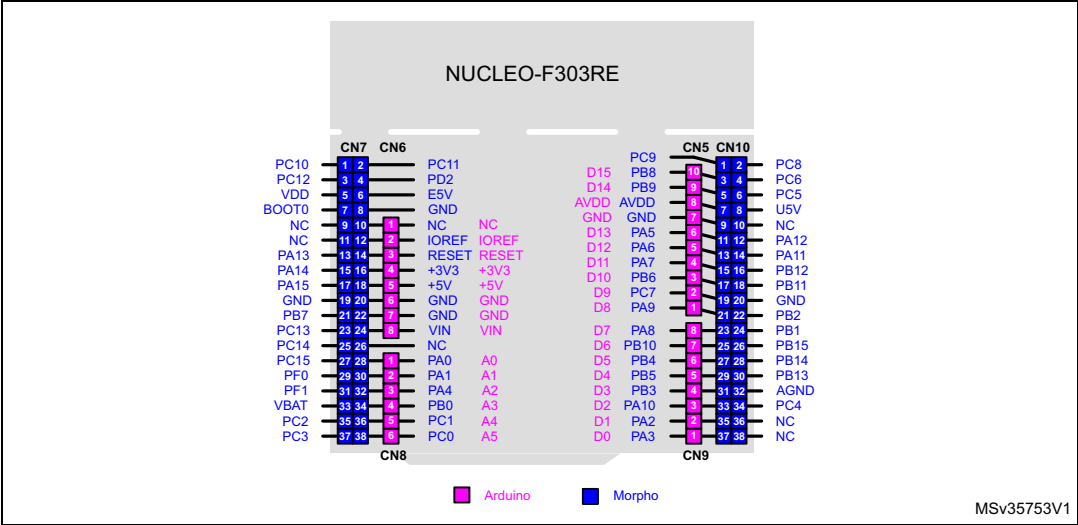 NUCLEO-F303RE
CN7 CN6 CN5 CN10
PC9
PC10 1 2 PC11 1 2 PC8
D15 PB8 10
PC12 3 4 PD2 3 4 PC6
D14 PB9 9
VDD 5 6 E5V 5 6 PC5
AVDD AVDD 8
BOOT0 7 8 GND 7 8 U5V
GND GND 7
NC 9 10 1 NC NC 9 10 NC
D13 PA5 6
NC 11 12 2 IOREF IOREF 11 12 PA12
D12 PA6 5
PA13 13 14 3 RESET RESET 13 14 PA11
D11 PA7 4
PA14 15 16 4 +3V3 +3V3 15 16 PB12
D10 PB6 3
PA15 17 18 5 +5V +5V 17 18 PB11
D9 PC7 2
GND 19 20 6 GND GND 19 20 GND
D8 PA9 1
PB7 21 22 7 GND GND 21 22 PB2
PC13 23 24 8 VIN VIN D7 PA8 8 23 24 PB1
PC14 25 26 NC D6 PB10 7 25 26 PB15
PC15 27 28 1 PA0 A0 D5 PB4 6 27 28 PB14
PF0 29 30 2 PA1 A1 D4 PB5 5 29 30 PB13
PF1 31 32 3 PA4 A2 D3 PB3 4 31 32 AGND
VBAT 33 34 4 PB0 A3 D2 PA10 3 33 34 PC4
PC2 35 36 5 PC1 A4 D1 PA2 2 35 36 NC
PC3 37 38 6 PC0 A5 D0 PA3 1 37 38 NC
CN8 CN9
Arduino Morpho
MSv35753V1